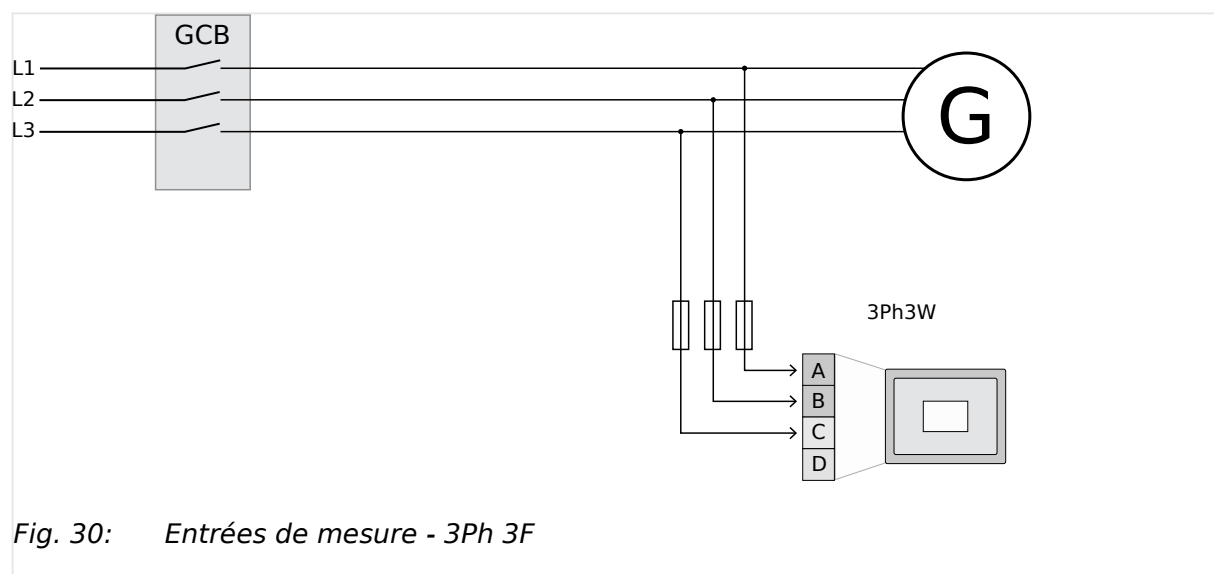 GCB
L1
L2
L3
G
3Ph3W
A
B
C
D
Fig. 30: Entrées de mesure - 3Ph 3F